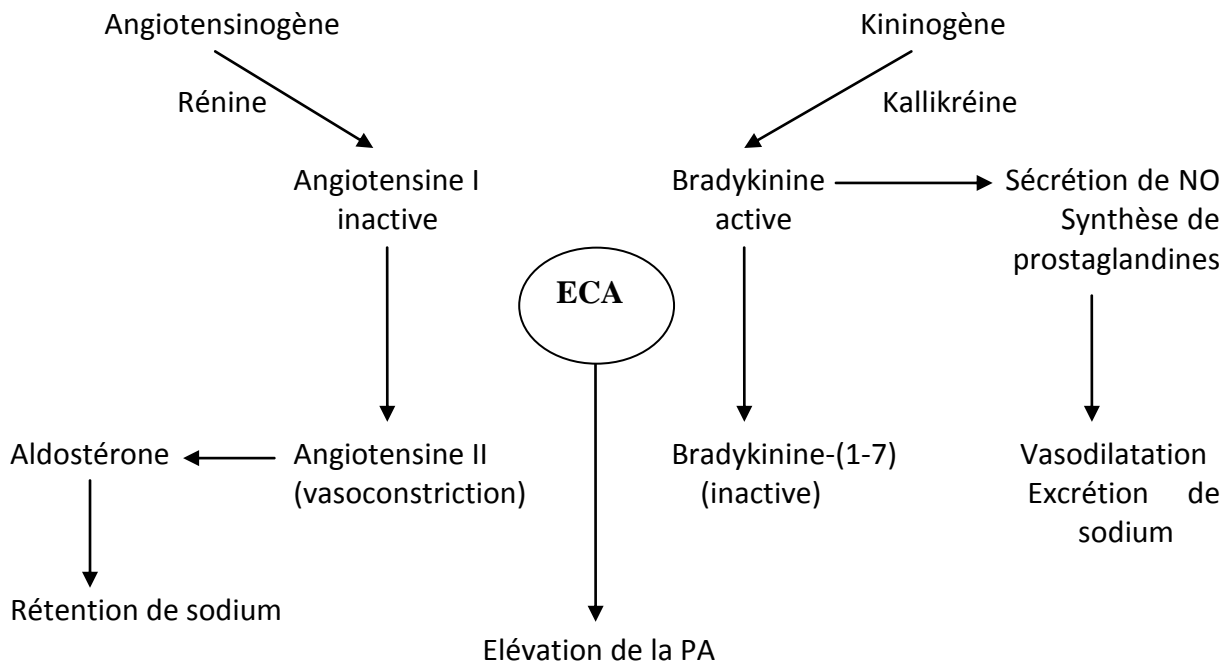 Angiotensinogène
Kininogène
Rénine
Kallikréine
Angiotensine I
inactive
Bradykinine
active
Sécrétion de NO
Synthèse de
prostaglandines
ECA
Aldostérone
Angiotensine II
(vasoconstriction)
Bradykinine-(1-7)
(inactive)
Vasodilatation
Excrétion de
sodium
Rétention de sodium
Elévation de la PA